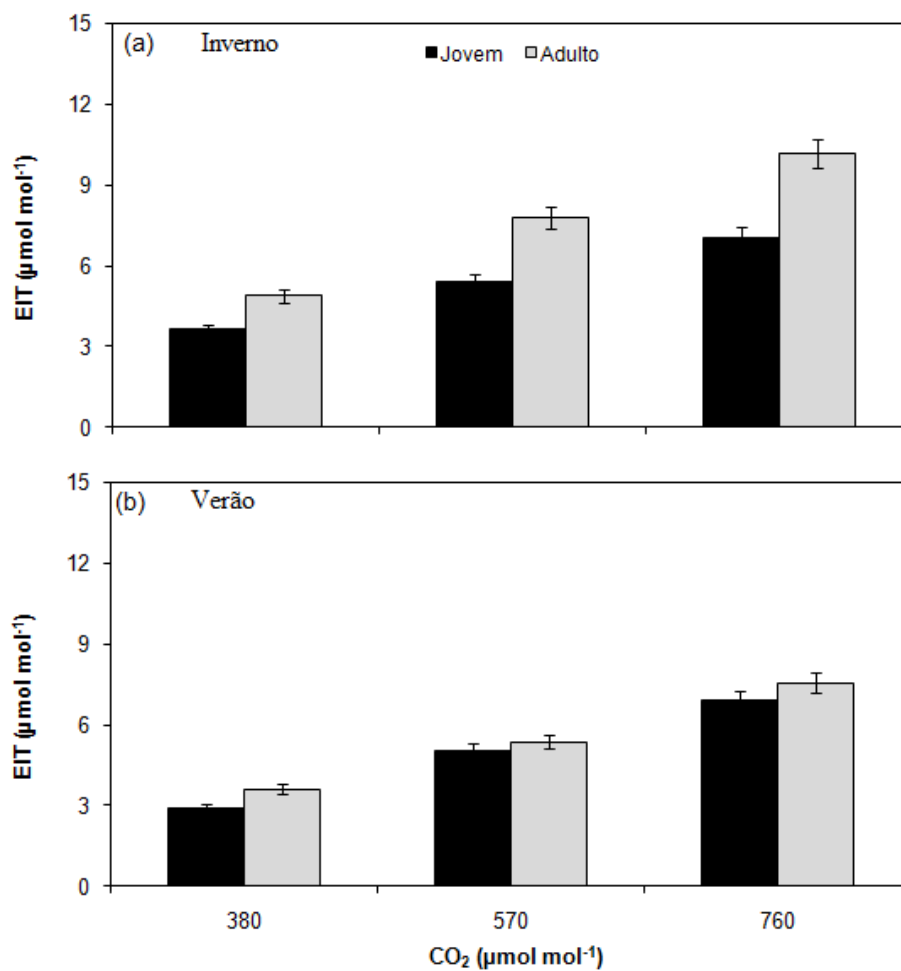 (a) Inverno
Jovem Adulto
15
12
9
6
3
0
EIT (µmol mol⁻¹)
(b) Verão
15
12
9
6
3
0
EIT (µmol mol⁻¹)
380 570 760
CO₂ (µmol mol⁻¹)